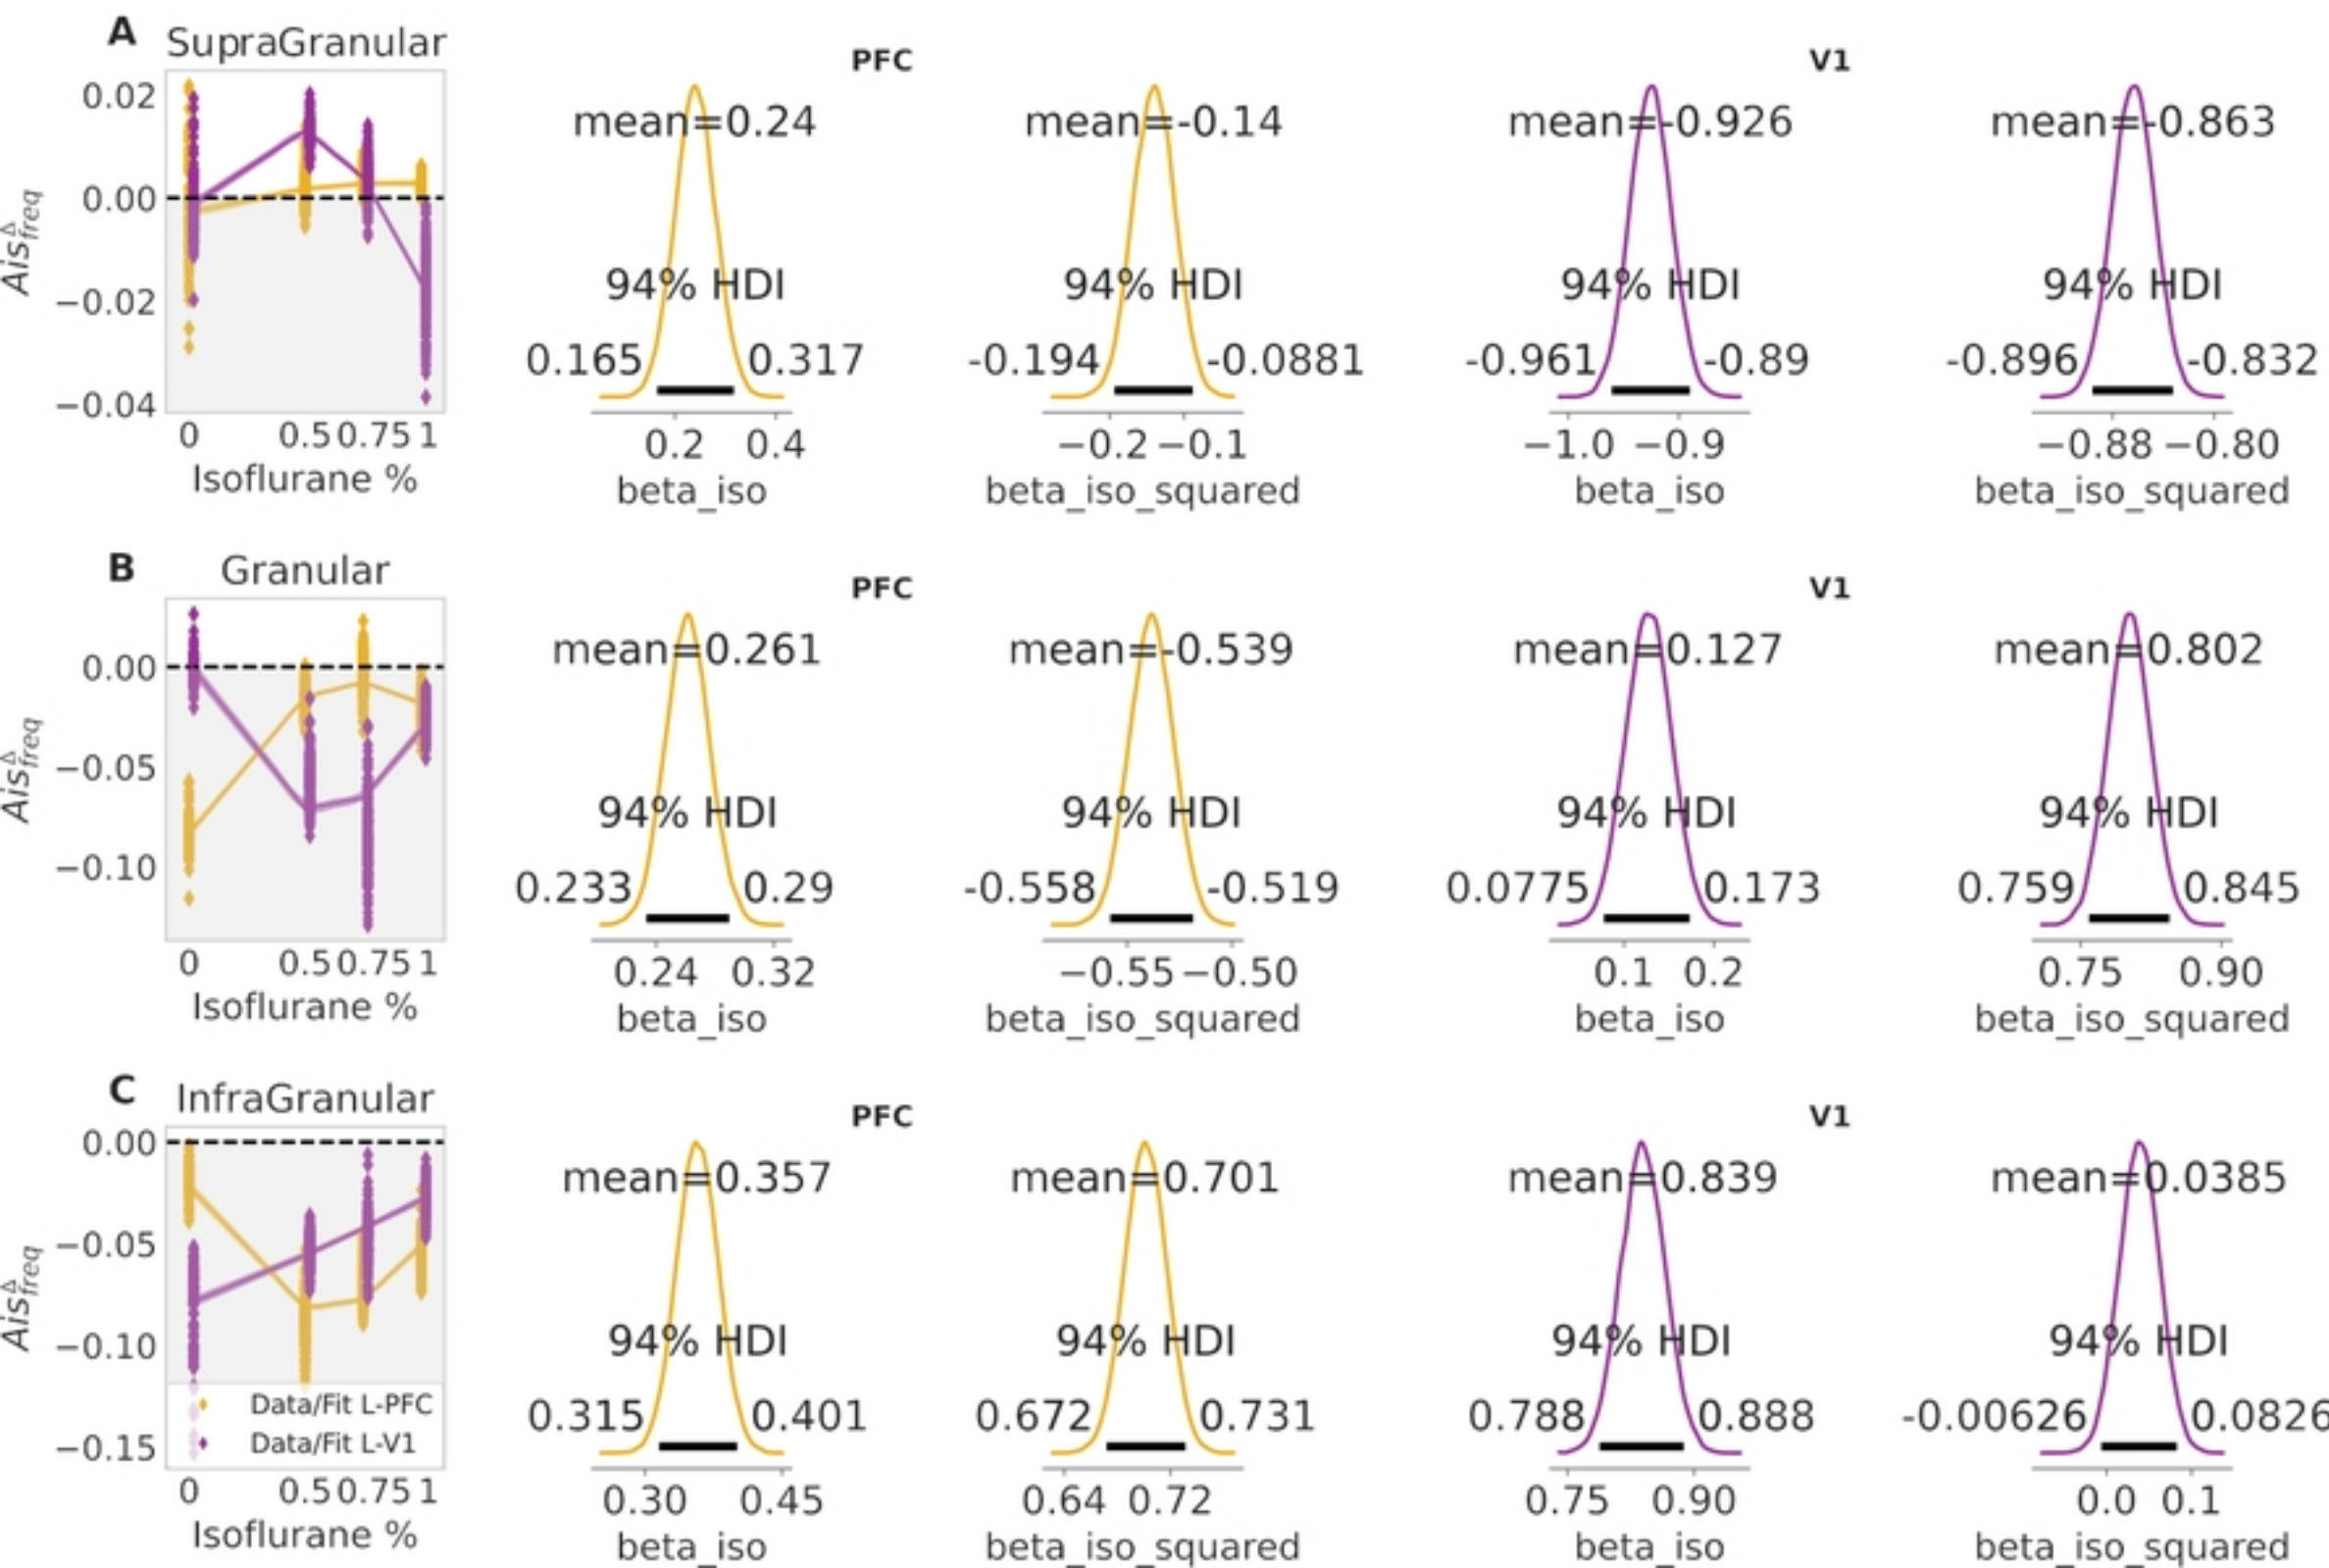 A
SupraGranular
PFC
V1
0.02
0.00
−0.02
−0.04
Ais^Δ_freq
0 0.5 0.75 1
Isoflurane %
mean=0.24
94% HDI
0.165 0.317
0.2 0.4
beta_iso
mean=-0.14
94% HDI
-0.194 -0.0881
−0.2 −0.1
beta_iso_squared
mean=-0.926
94% HDI
-0.961 -0.89
−1.0 −0.9
beta_iso
mean=-0.863
94% HDI
-0.896 -0.832
−0.88 −0.80
beta_iso_squared
B
Granular
PFC
V1
0.00
−0.05
−0.10
Ais^Δ_freq
0 0.5 0.75 1
Isoflurane %
mean=0.261
94% HDI
0.233 0.29
0.24 0.32
beta_iso
mean=-0.539
94% HDI
-0.558 -0.519
−0.55 −0.50
beta_iso_squared
mean=0.127
94% HDI
0.0775 0.173
0.1 0.2
beta_iso
mean=0.802
94% HDI
0.759 0.845
0.75 0.90
beta_iso_squared
C
InfraGranular
PFC
V1
0.00
−0.05
−0.10
−0.15
Ais^Δ_freq
Data/Fit L-PFC
Data/Fit L-V1
0 0.5 0.75 1
Isoflurane %
mean=0.357
94% HDI
0.315 0.401
0.30 0.45
beta_iso
mean=0.701
94% HDI
0.672 0.731
0.64 0.72
beta_iso_squared
mean=0.839
94% HDI
0.788 0.888
0.75 0.90
beta_iso
mean=0.0385
94% HDI
-0.00626 0.0826
0.0 0.1
beta_iso_squared